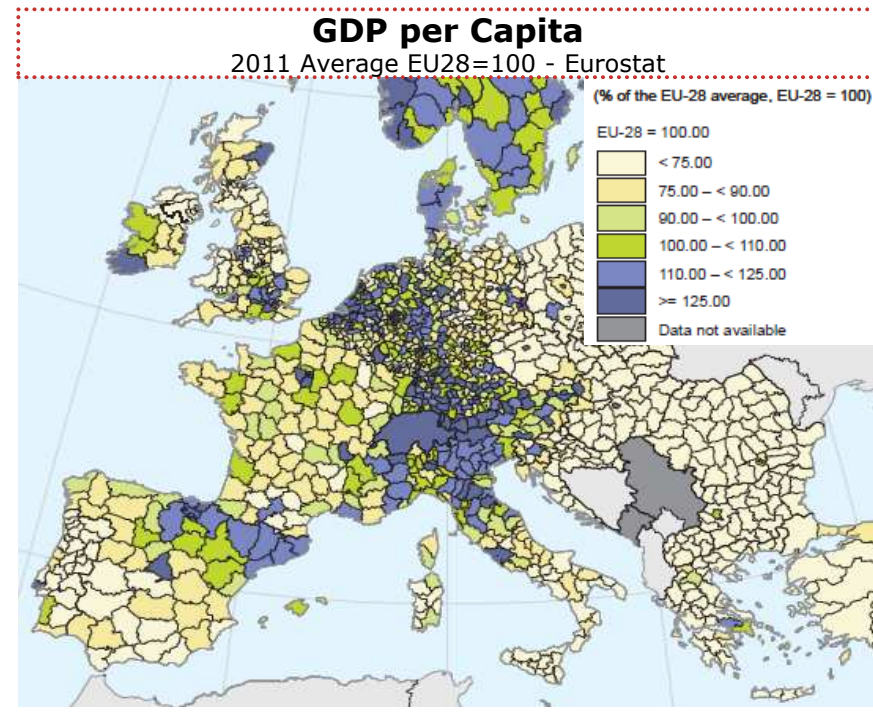 GDP per Capita
2011 Average EU28=100 - Eurostat
(% of the EU-28 average, EU-28 = 100)
EU-28 = 100.00
< 75.00
75.00 – < 90.00
90.00 – < 100.00
100.00 – < 110.00
110.00 – < 125.00
>= 125.00
Data not available